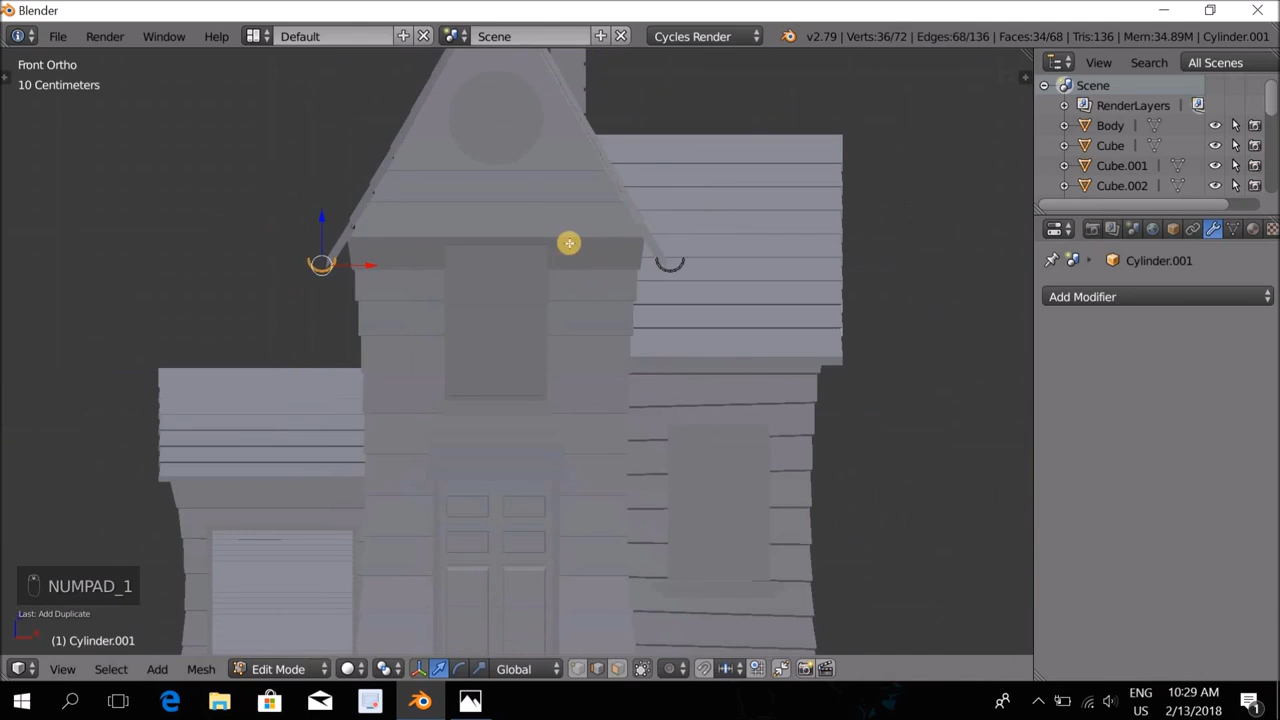 Blender
File Render Window Help Default Scene Cycles Render v2.79 | Verts:36/72 | Edges:68/136 | Faces:34/68 | Tris:136 | Mem:34.89M | Cylinder.001
Front Ortho
10 Centimeters
View Search All Scenes
Scene
RenderLayers
Body
Cube
Cube.001
Cube.002
Cylinder.001
Add Modifier
NUMPAD_1
Last: Add Duplicate
(1) Cylinder.001
View Select Add Mesh Edit Mode Global
ENG 10:29 AM
US 2/13/2018